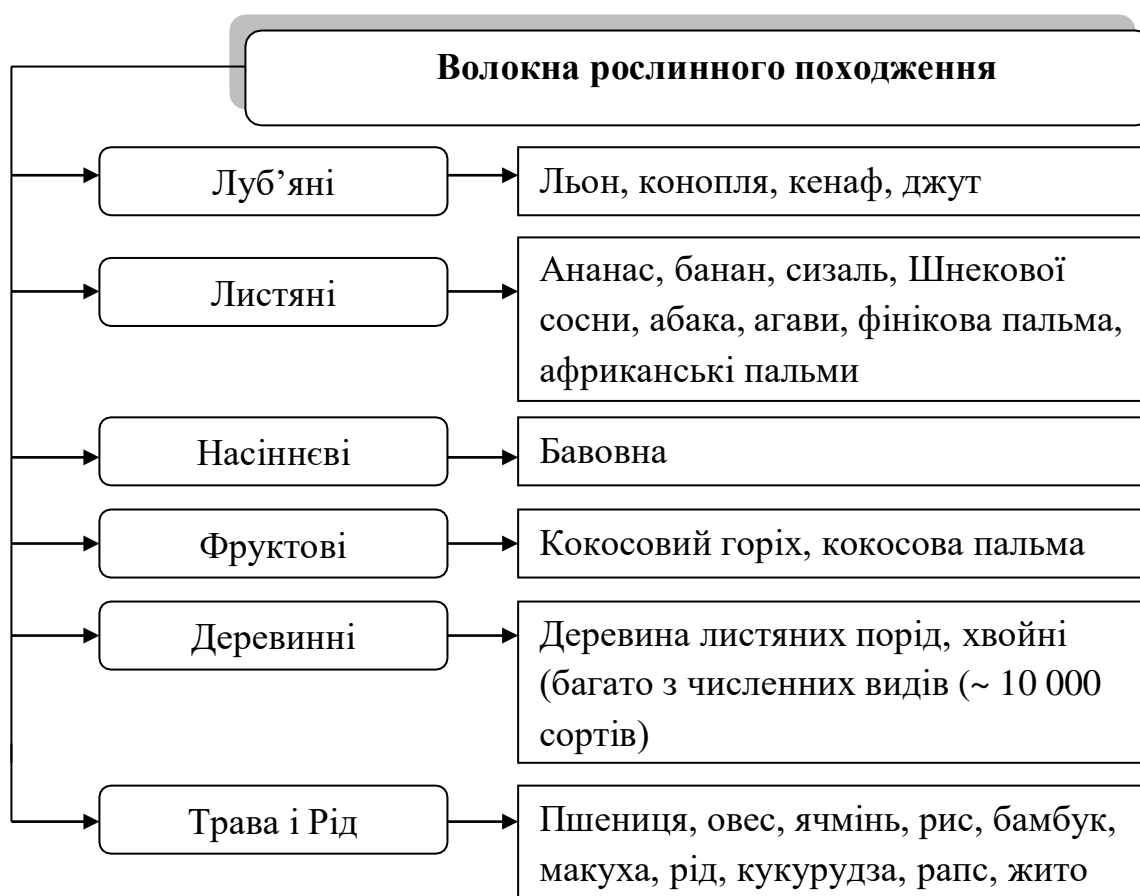 Волокна рослинного походження
Луб’яні
Льон, конопля, кенаф, джут
Листяні
Ананас, банан, сизаль, Шнекової
сосни, абака, агави, фінікова пальма,
африканські пальми
Насіннєві
Бавовна
Фруктові
Кокосовий горіх, кокосова пальма
Деревинні
Деревина листяних порід, хвойні
(багато з численних видів (~ 10 000
сортів)
Трава і Рід
Пшениця, овес, ячмінь, рис, бамбук,
макуха, рід, кукурудза, рапс, жито